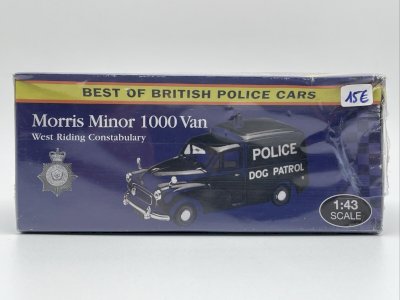 BEST OF BRITISH POLICE CARS
15€
Morris Minor 1000 Van
West Riding Constabulary
POLICE
DOG PATROL
1:43
SCALE